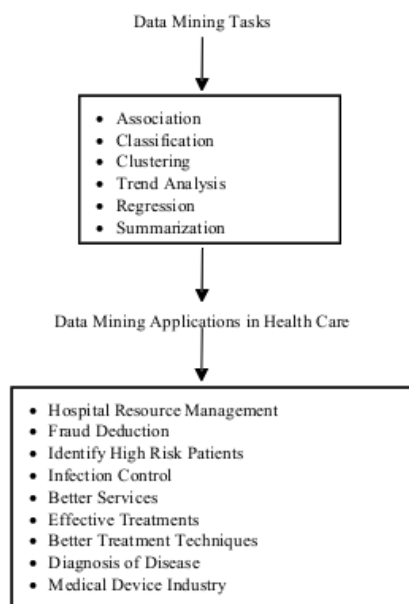 Data Mining Tasks
• Association
• Classification
• Clustering
• Trend Analysis
• Regression
• Summarization
Data Mining Applications in Health Care
• Hospital Resource Management
• Fraud Deduction
• Identify High Risk Patients
• Infection Control
• Better Services
• Effective Treatments
• Better Treatment Techniques
• Diagnosis of Disease
• Medical Device Industry